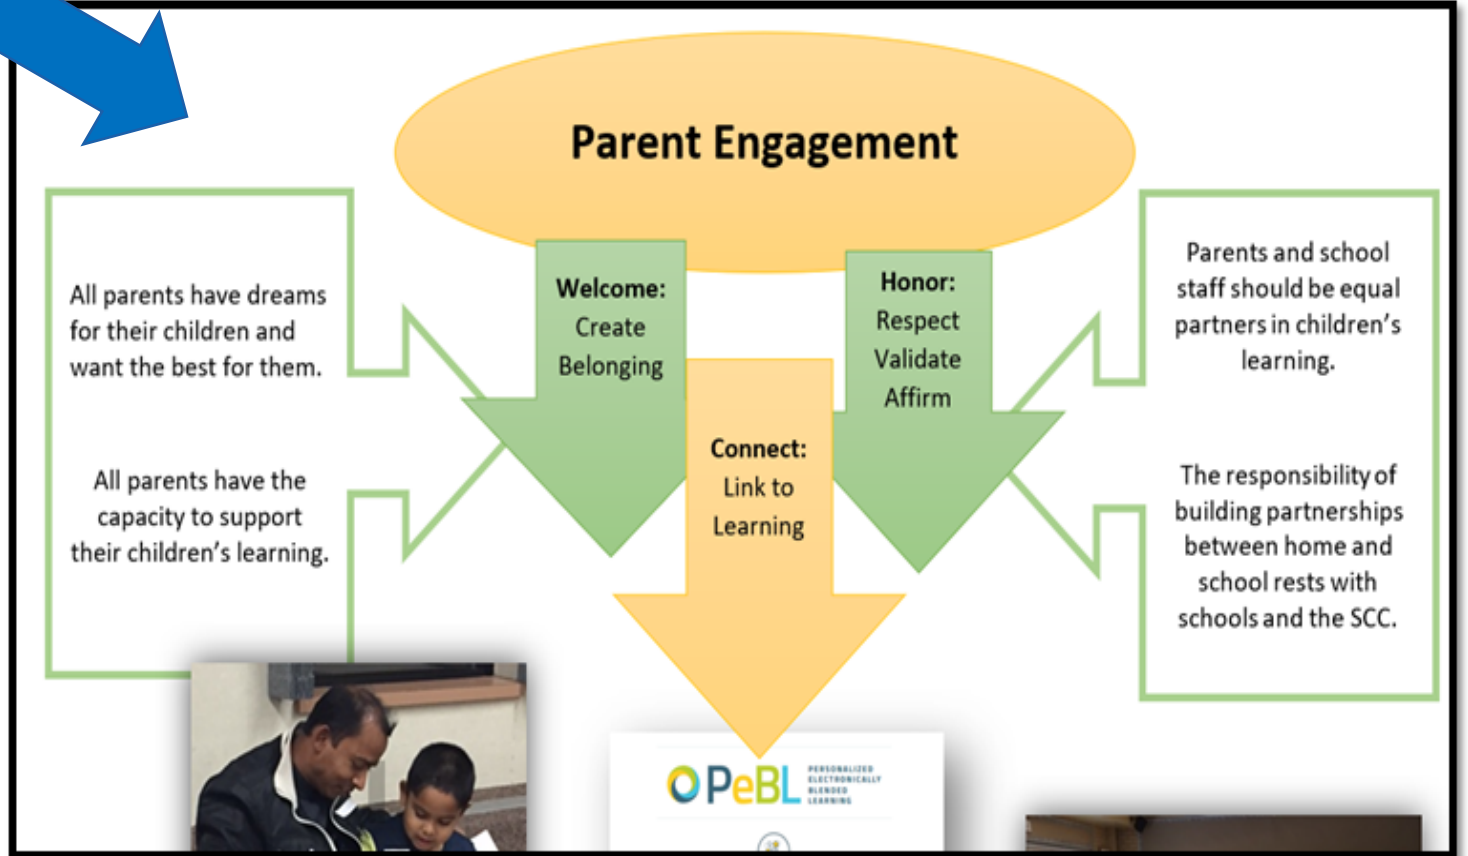 Parent Engagement
All parents have dreams
for their children and
want the best for them.
All parents have the
capacity to support
their children's learning.
Welcome:
Create
Belonging
Connect:
Link to
Learning
Honor:
Respect
Validate
Affirm
Parents and school
staff should be equal
partners in children's
learning.
The responsibility of
building partnerships
between home and
school rests with
schools and the SCC.
PeBL
PERSONALIZED
ELECTRONICALLY
BLENDED
LEARNING